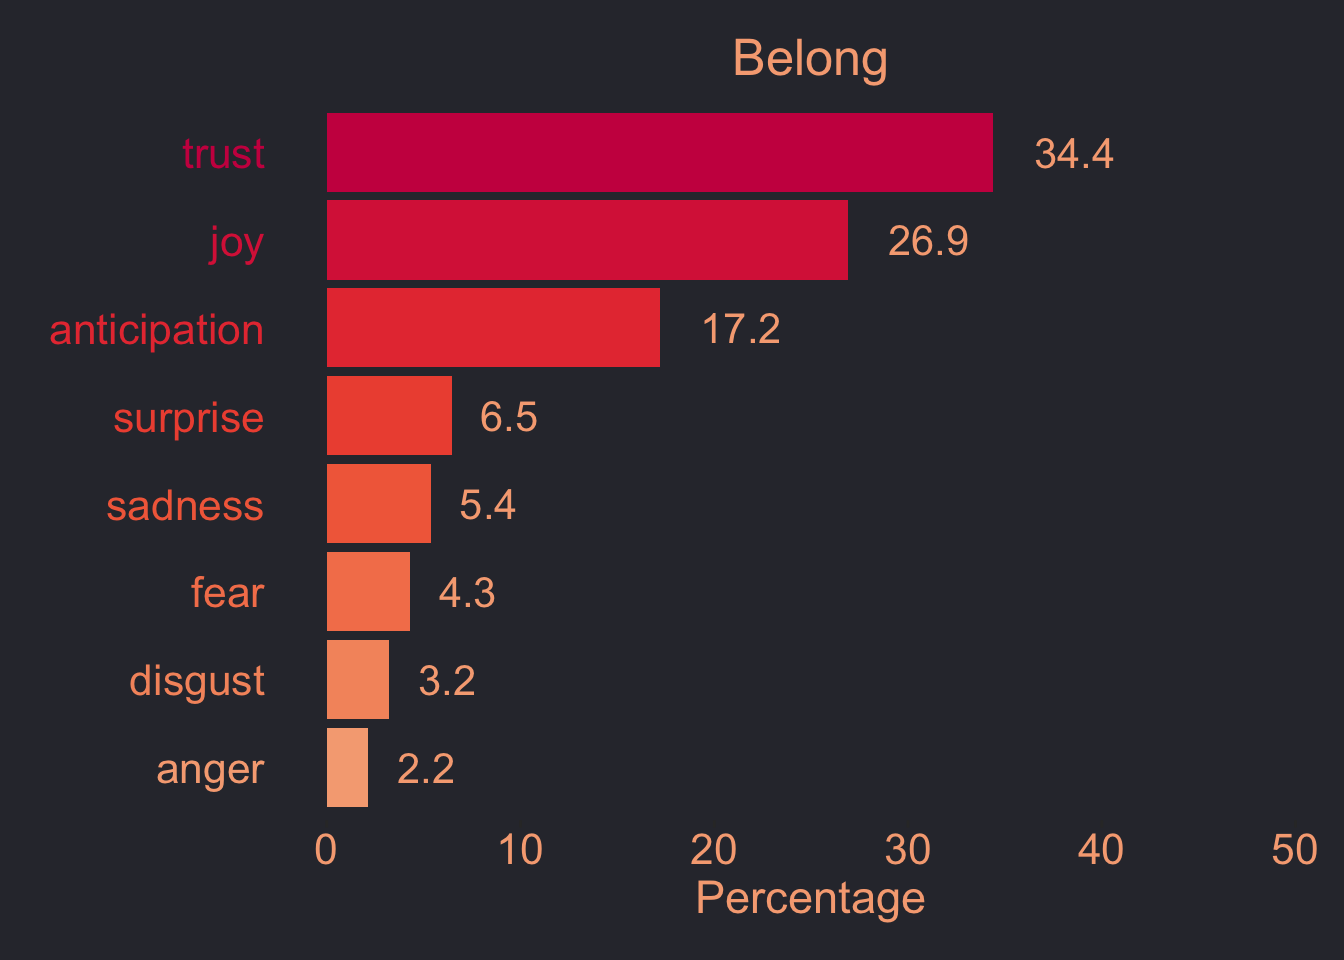 Belong
trust 34.4
joy 26.9
anticipation 17.2
surprise 6.5
sadness 5.4
fear 4.3
disgust 3.2
anger 2.2
0 10 20 30 40 50
Percentage